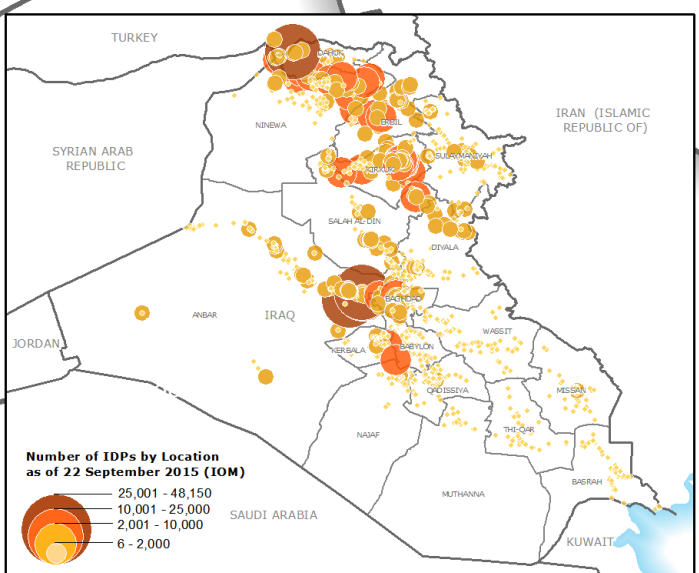 TURKEY
DAHUK
IRAN (ISLAMIC
REPUBLIC OF)
NINEWA
ERBIL
SYRIAN ARAB
REPUBLIC
SULAYMANIYAH
KIRKUK
SALAH AL-DIN
DIYALA
BAGHDAD
ANBAR
IRAQ
WASSIT
JORDAN
KERBALA
BABYLON
QADISSIYA
MISSAN
THI-QAR
NAJAF
Number of IDPs by Location
as of 22 September 2015 (IOM)
25,001 - 48,150
10,001 - 25,000
2,001 - 10,000
6 - 2,000
BASRAH
MUTHANNA
SAUDI ARABIA
KUWAIT